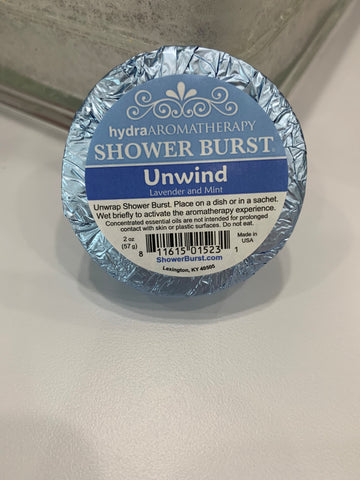 hydraAROMATHERAPY
SHOWER BURST®
Unwind
Lavender and Mint
Unwrap Shower Burst. Place on a dish or in a sachet.
Wet briefly to activate the aromatherapy experience.
Concentrated essential oils are not intended for prolonged
contact with skin or plastic surfaces. Do not eat.
2 oz
(57 g)
Made in
USA
8 11615 01523 1
ShowerBurst.com
Lexington, KY 40505